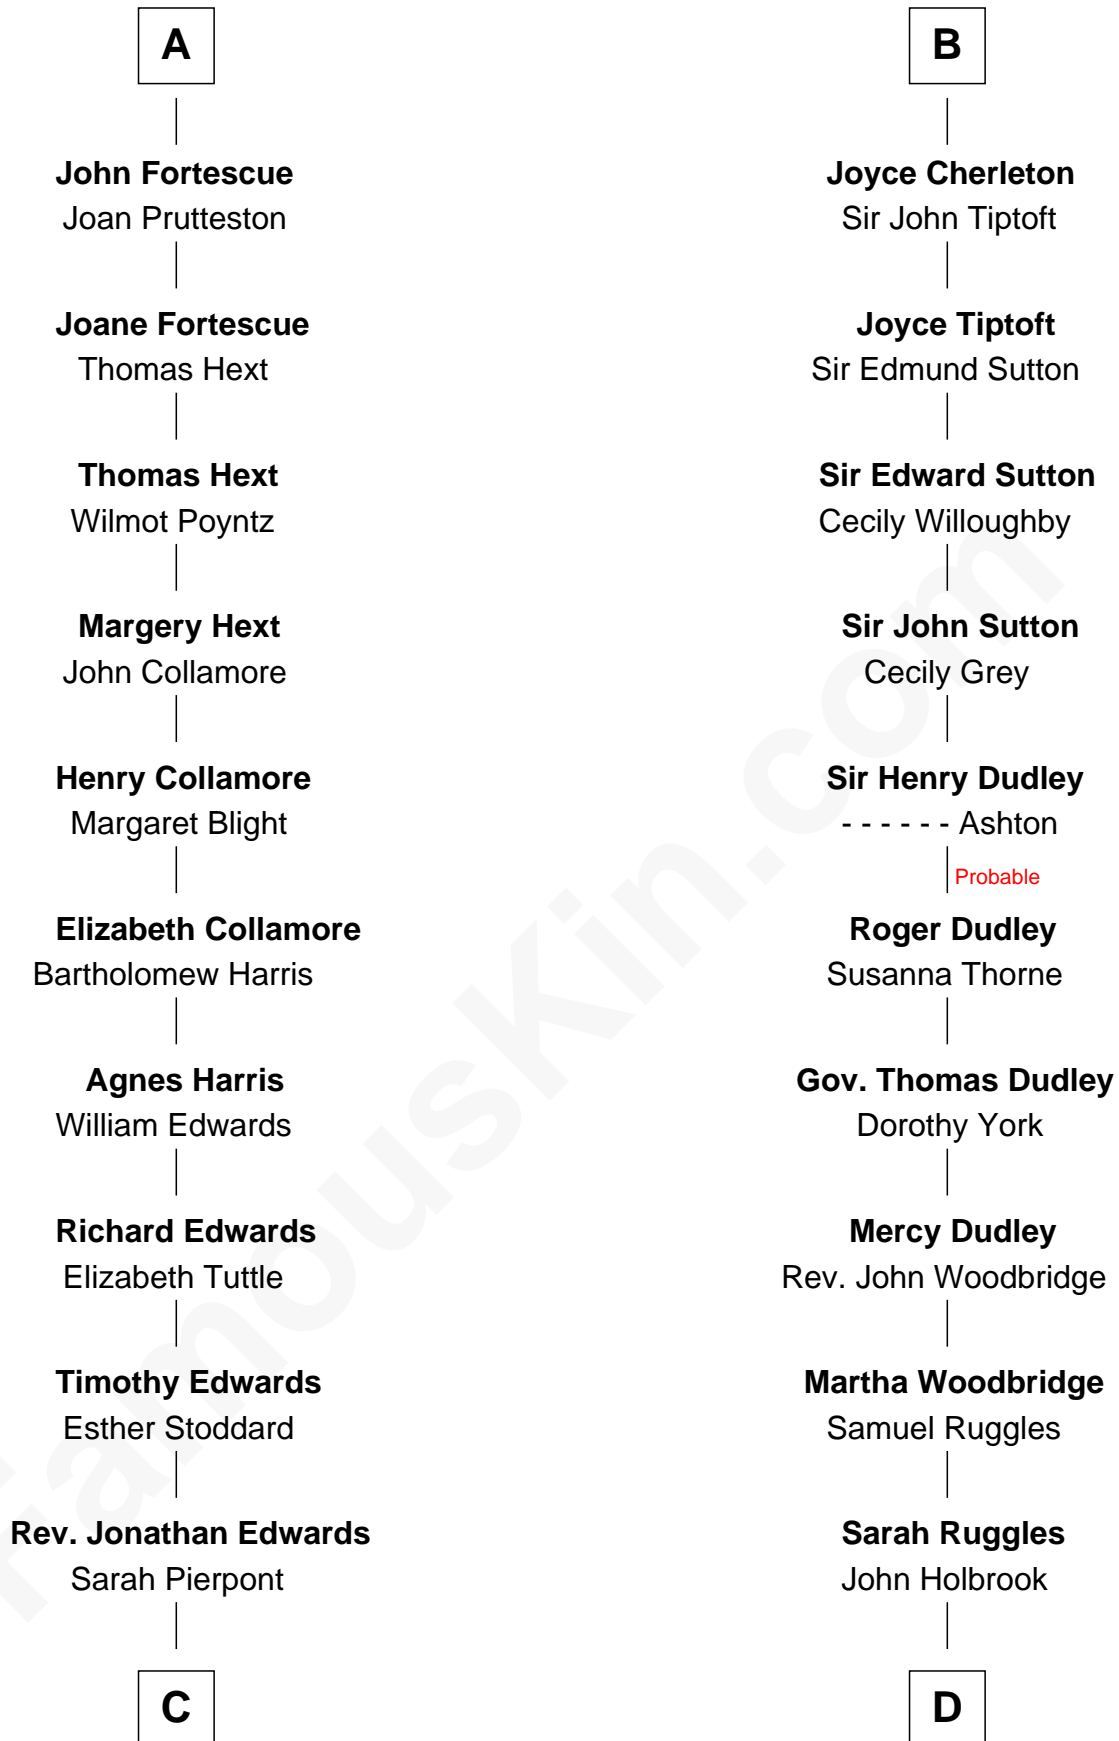 A
John Fortescue
Joan Prutteston
Joane Fortescue
Thomas Hext
Thomas Hext
Wilmot Poyntz
Margery Hext
John Collamore
Henry Collamore
Margaret Blight
Elizabeth Collamore
Bartholomew Harris
Agnes Harris
William Edwards
Richard Edwards
Elizabeth Tuttle
Timothy Edwards
Esther Stoddard
Rev. Jonathan Edwards
Sarah Pierpont
C
B
Joyce Cherleton
Sir John Tiptoft
Joyce Tiptoft
Sir Edmund Sutton
Sir Edward Sutton
Cecily Willoughby
Sir John Sutton
Cecily Grey
Sir Henry Dudley
- - - - - - Ashton
Probable
Roger Dudley
Susanna Thorne
Gov. Thomas Dudley
Dorothy York
Mercy Dudley
Rev. John Woodbridge
Martha Woodbridge
Samuel Ruggles
Sarah Ruggles
John Holbrook
D
FamousKin.com